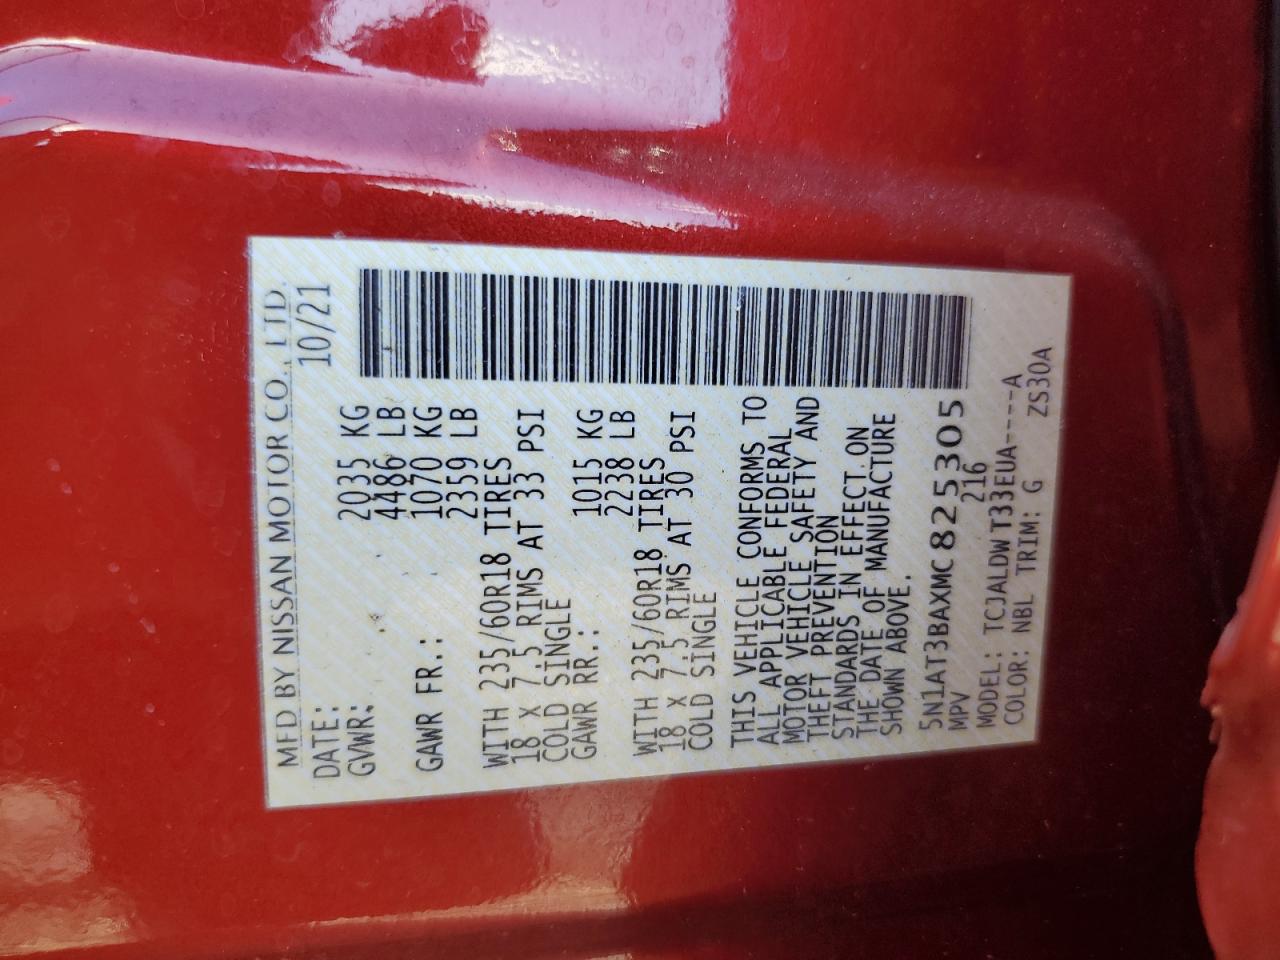 MFD BY NISSAN MOTOR CO., LTD.
DATE: 10/21
GVWR: 2035 KG
4486 LB
GAWR FR.: 1070 KG
2359 LB
WITH 235/60R18 TIRES
18 X 7.5 RIMS AT 33 PSI
COLD SINGLE
GAWR RR.: 1015 KG
2238 LB
WITH 235/60R18 TIRES
18 X 7.5 RIMS AT 30 PSI
COLD SINGLE
THIS VEHICLE CONFORMS TO
ALL APPLICABLE FEDERAL
MOTOR VEHICLE SAFETY AND
THEFT PREVENTION
STANDARDS IN EFFECT ON
THE DATE OF MANUFACTURE
SHOWN ABOVE.
5N1AT3BAXMC825305
MPV 216
MODEL: TCJALDWT33EUA----A
COLOR: NBL TRIM: G ZS30A